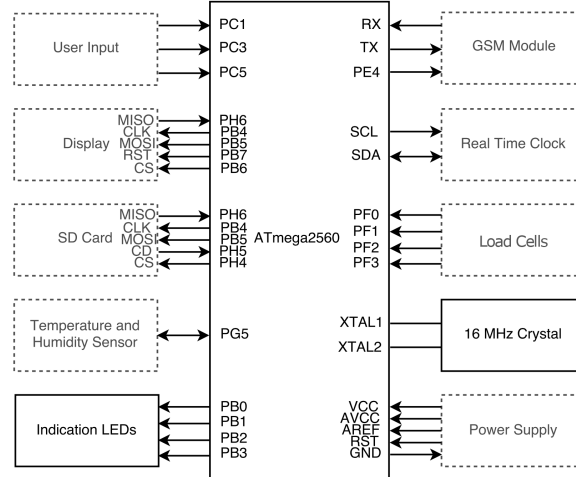 User Input
PC1
PC3
PC5
RX
TX
PE4
GSM Module
Display
MISO
CLK
MOSI
RST
CS
PH6
PB4
PB5
PB7
PB6
SCL
SDA
Real Time Clock
SD Card
MISO
CLK
MOSI
CD
CS
PH6
PB4
PB5
PH5
PH4
ATmega2560
PF0
PF1
PF2
PF3
Load Cells
Temperature and
Humidity Sensor
PG5
XTAL1
XTAL2
16 MHz Crystal
Indication LEDs
PB0
PB1
PB2
PB3
VCC
AVCC
AREF
RST
GND
Power Supply